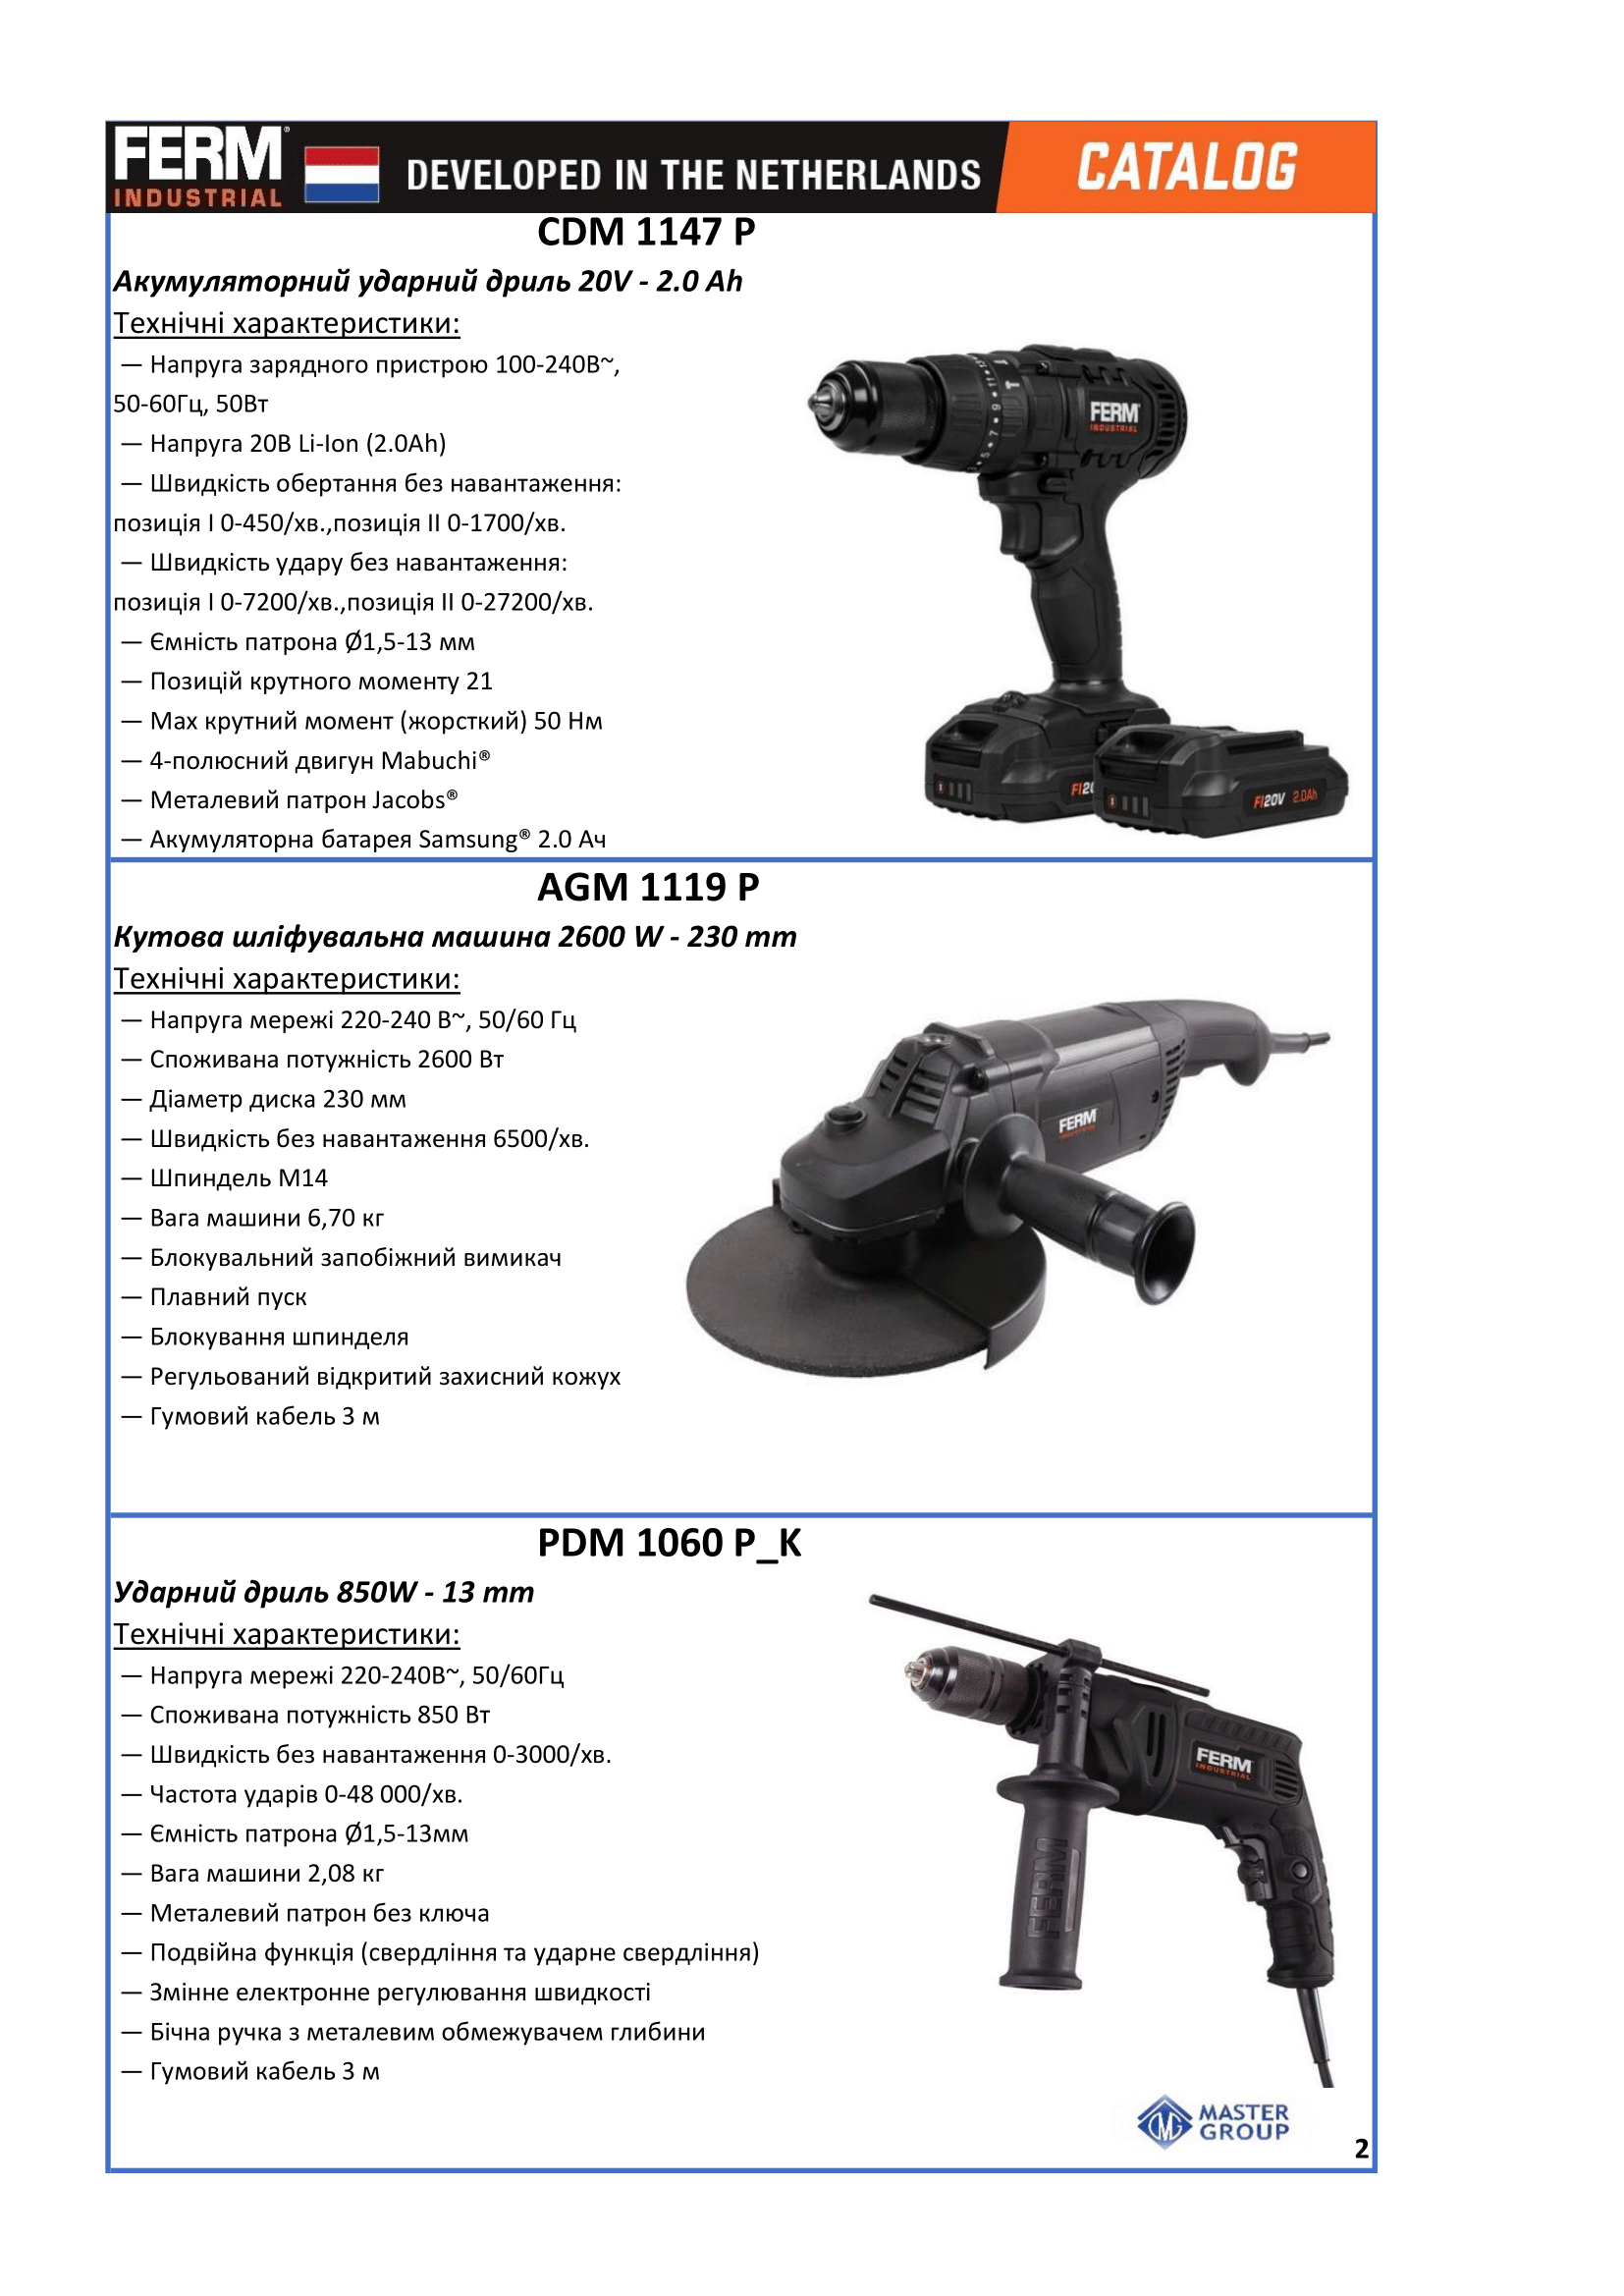 FERM®
INDUSTRIAL
DEVELOPED IN THE NETHERLANDS
CATALOG
CDM 1147 P
Акумуляторний ударний дриль 20V - 2.0 Ah
Технічні характеристики:
— Напруга зарядного пристрою 100-240В~,
50-60Гц, 50Вт
— Напруга 20В Li-Ion (2.0Ah)
— Швидкість обертання без навантаження:
позиція I 0-450/хв.,позиція II 0-1700/хв.
— Швидкість удару без навантаження:
позиція I 0-7200/хв.,позиція II 0-27200/хв.
— Ємність патрона Ø1,5-13 мм
— Позицій крутного моменту 21
— Мах крутний момент (жорсткий) 50 Нм
— 4-полюсний двигун Mabuchi®
— Металевий патрон Jacobs®
— Акумуляторна батарея Samsung® 2.0 Ач
FERM
INDUSTRIAL
FI20V 2.0Ah
AGM 1119 P
Кутова шліфувальна машина 2600 W - 230 mm
Технічні характеристики:
— Напруга мережі 220-240 В~, 50/60 Гц
— Споживана потужність 2600 Вт
— Діаметр диска 230 мм
— Швидкість без навантаження 6500/хв.
— Шпиндель М14
— Вага машини 6,70 кг
— Блокувальний запобіжний вимикач
— Плавний пуск
— Блокування шпинделя
— Регульований відкритий захисний кожух
— Гумовий кабель 3 м
FERM
PDM 1060 P_K
Ударний дриль 850W - 13 mm
Технічні характеристики:
— Напруга мережі 220-240В~, 50/60Гц
— Споживана потужність 850 Вт
— Швидкість без навантаження 0-3000/хв.
— Частота ударів 0-48 000/хв.
— Ємність патрона Ø1,5-13мм
— Вага машини 2,08 кг
— Металевий патрон без ключа
— Подвійна функція (свердління та ударне свердління)
— Змінне електронне регулювання швидкості
— Бічна ручка з металевим обмежувачем глибини
— Гумовий кабель 3 м
FERM
INDUSTRIAL
FERM
MASTER
GROUP
2